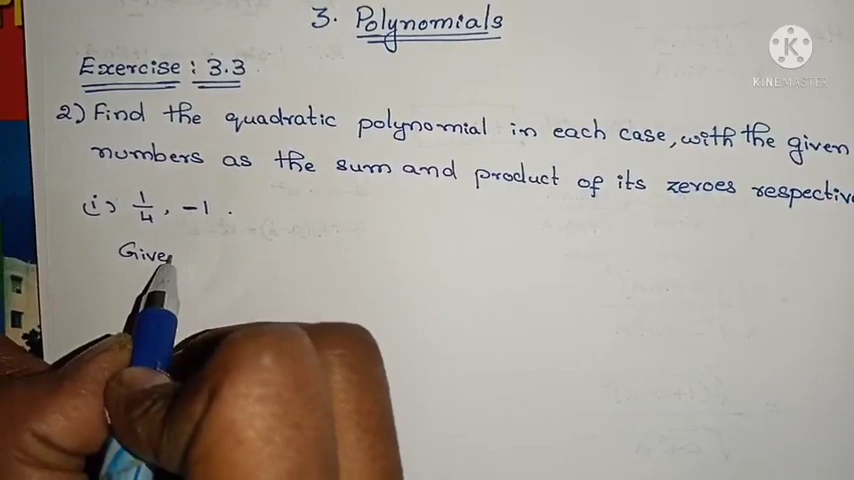 3. Polynomials
KINEMASTER
Exercise : 3.3
2) Find the quadratic polynomial in each case, with the given
numbers as the sum and product of its zeroes respective
(i) 1/4, -1.
Give